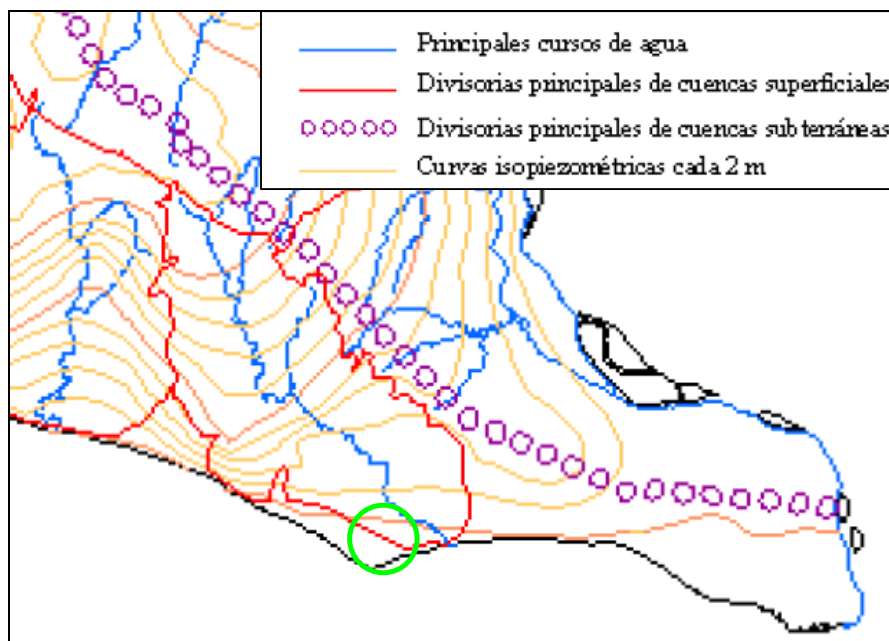 Principales cursos de agua
Divisorias principales de cuencas superficiales
Divisorias principales de cuencas subterráneas
Curvas isopiezométricas cada 2 m